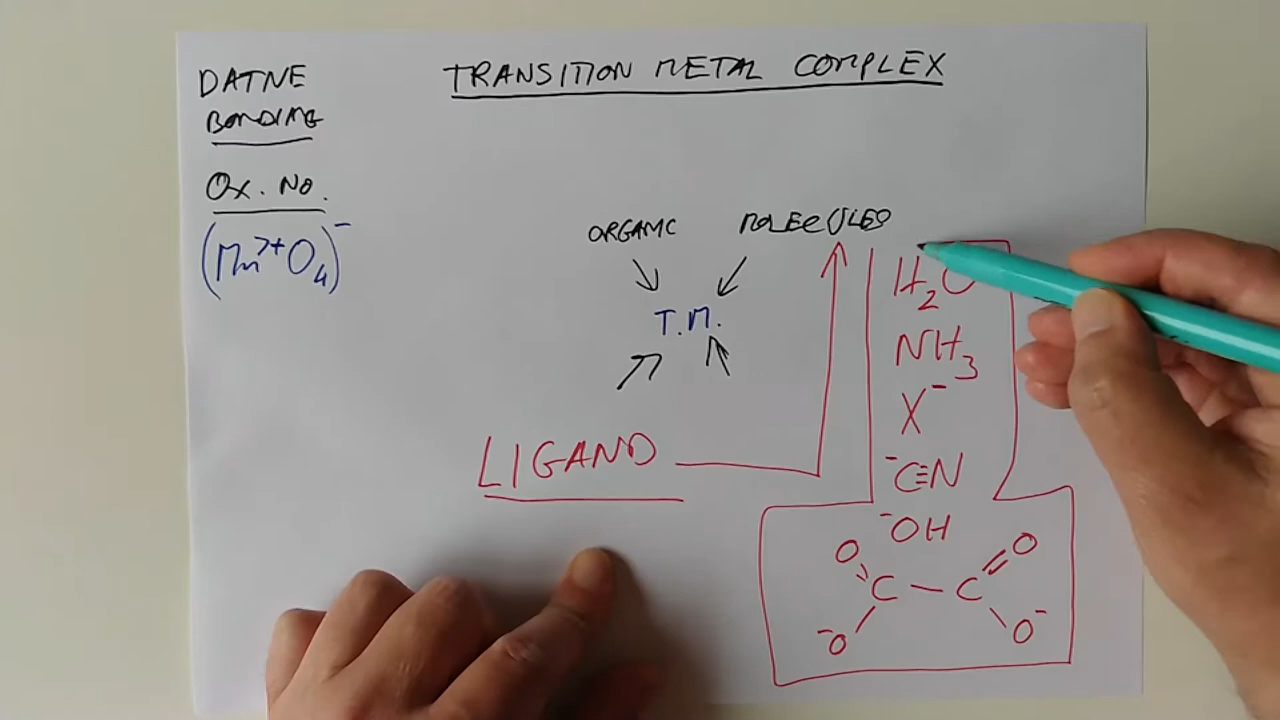 TRANSITION METAL COMPLEX
DATIVE
BONDING
Ox. No.
(Mn⁷⁺O₄)⁻
ORGANIC MOLECULES
T.M.
LIGAND
H₂O
NH₃
X⁻
⁻C≡N
⁻OH
O O
C — C
⁻O O⁻